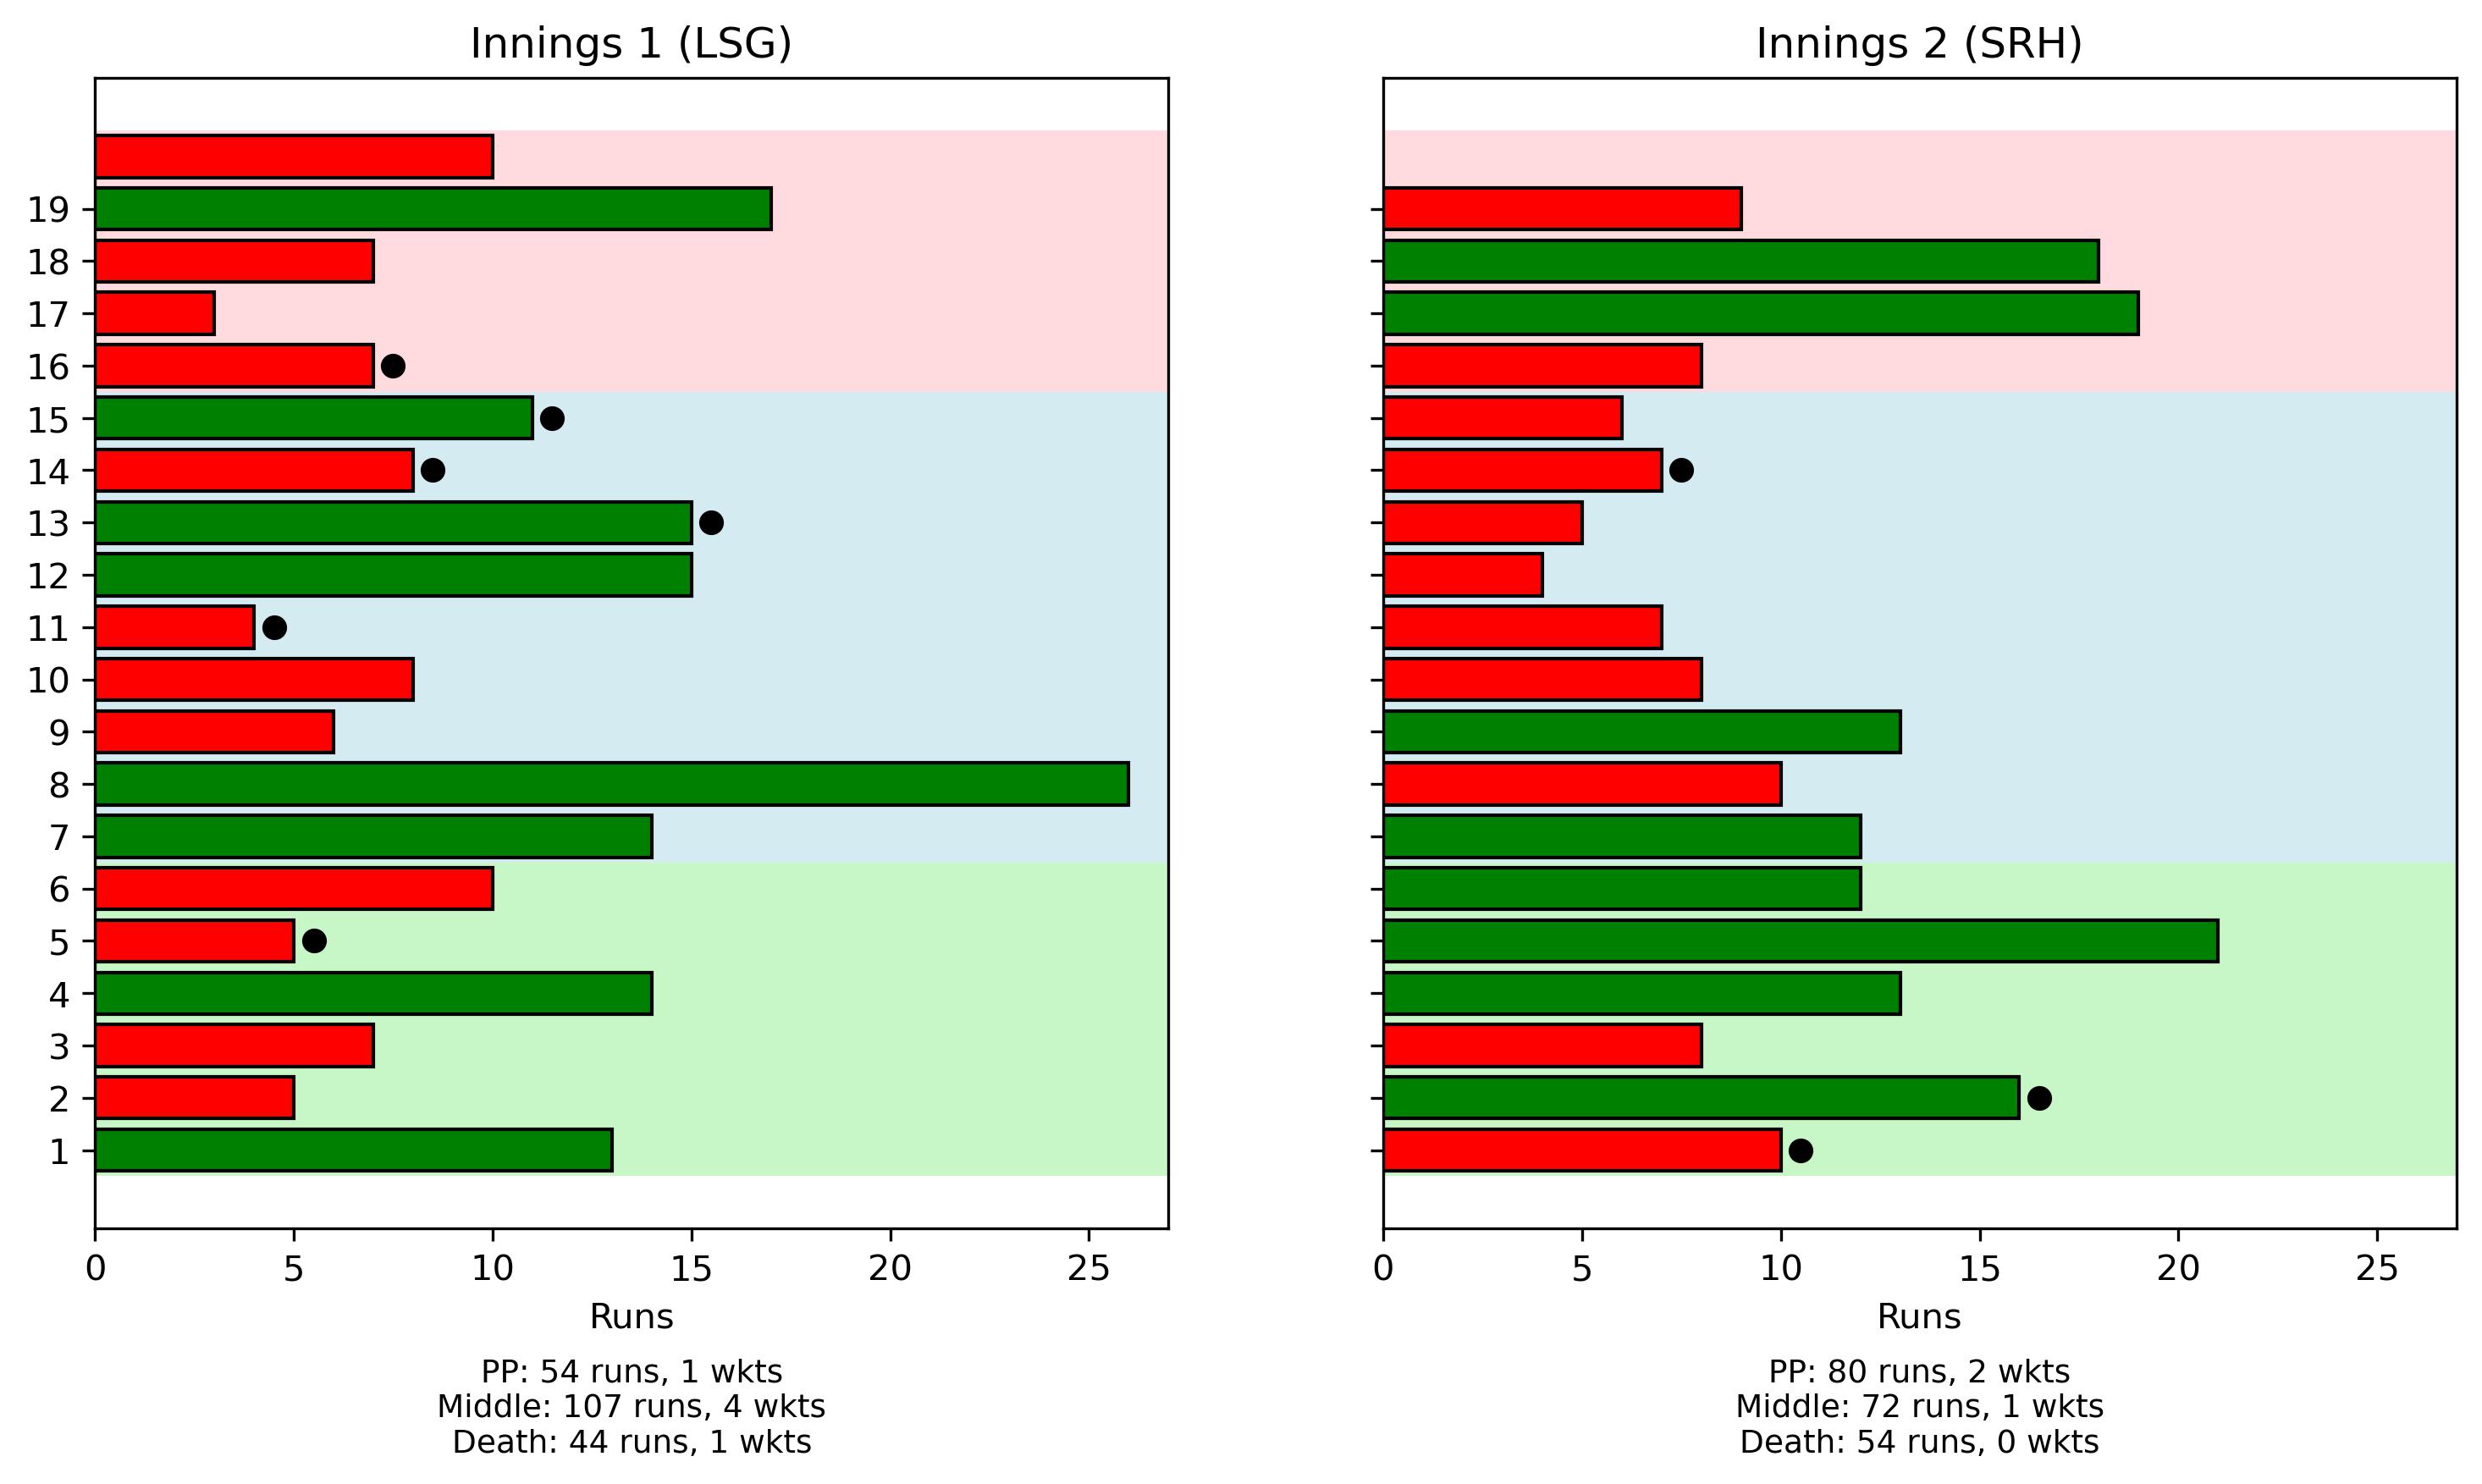 Innings 1 (LSG)
19
18
17
16
15
14
13
12
11
10
9
8
7
6
5
4
3
2
1
0 5 10 15 20 25
Runs
PP: 54 runs, 1 wkts
Middle: 107 runs, 4 wkts
Death: 44 runs, 1 wkts
Innings 2 (SRH)
0 5 10 15 20 25
Runs
PP: 80 runs, 2 wkts
Middle: 72 runs, 1 wkts
Death: 54 runs, 0 wkts